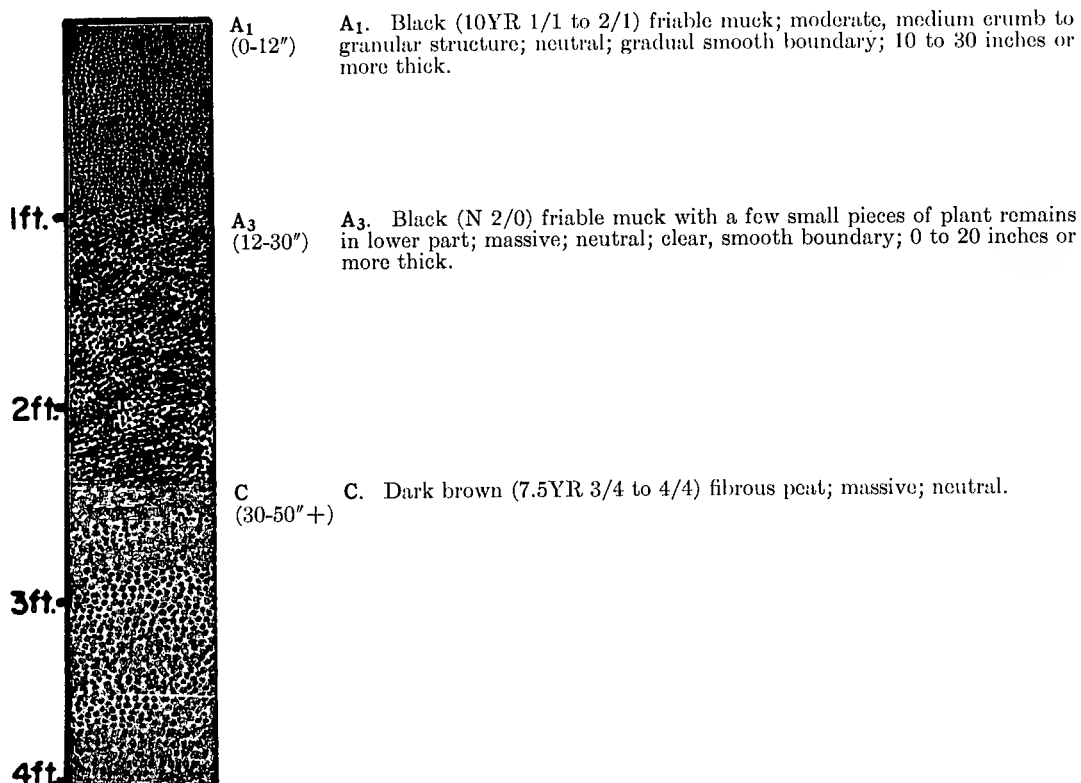 A1 A1. Black (10YR 1/1 to 2/1) friable muck; moderate, medium crumb to
(0-12″) granular structure; neutral; gradual smooth boundary; 10 to 30 inches or
more thick.
1ft.
A3 A3. Black (N 2/0) friable muck with a few small pieces of plant remains
(12-30″) in lower part; massive; neutral; clear, smooth boundary; 0 to 20 inches or
more thick.
2ft.
C C. Dark brown (7.5YR 3/4 to 4/4) fibrous peat; massive; neutral.
(30-50″+)
3ft.
4ft.